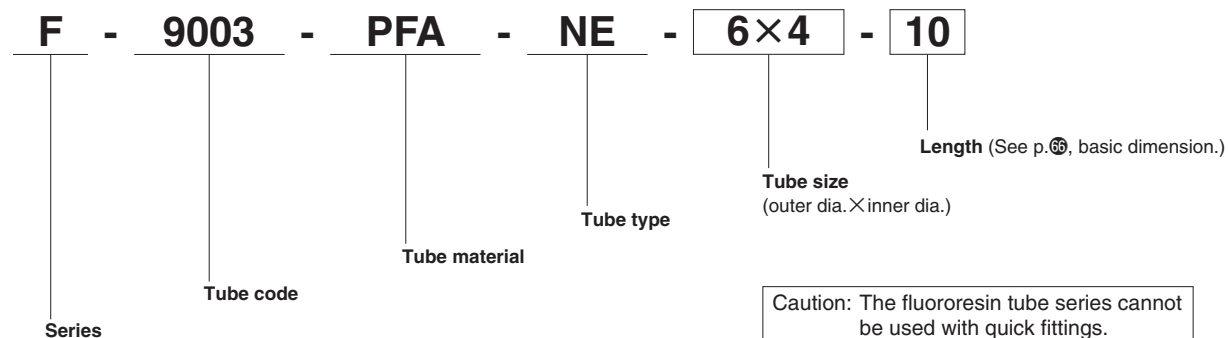 F - 9003 - PFA - NE - 6×4 - 10
Length (See p.66, basic dimension.)
Tube size
(outer dia.×inner dia.)
Tube type
Tube material
Tube code
Series
Caution: The fluororesin tube series cannot
be used with quick fittings.